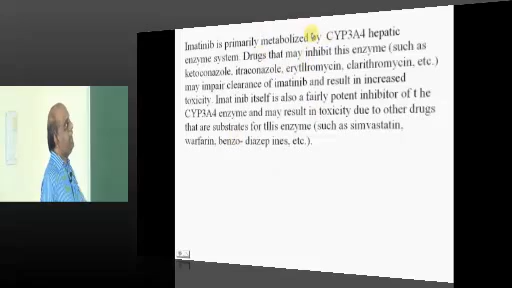 Imatinib is primarily metabolized by CYP3A4 hepatic
enzyme system. Drugs that may inhibit this enzyme (such as
ketoconazole, itraconazole, erytllromycin, clarithromycin, etc.)
may impair clearance of imatinib and result in increased
toxicity. Imat inib itself is also a fairly potent inhibitor of t he
CYP3A4 enzyme and may result in toxicity due to other drugs
that are substrates for tllis enzyme (such as simvastatin,
warfarin, benzo- diazep ines, etc.).